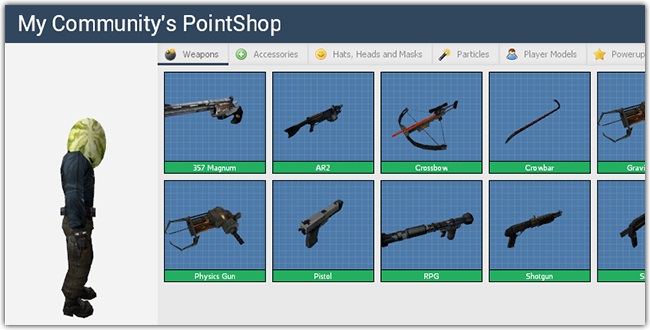 My Community's PointShop
Weapons Accessories Hats, Heads and Masks Particles Player Models Powerup
357 Magnum AR2 Crossbow Crowbar Grav
Physics Gun Pistol RPG Shotgun S